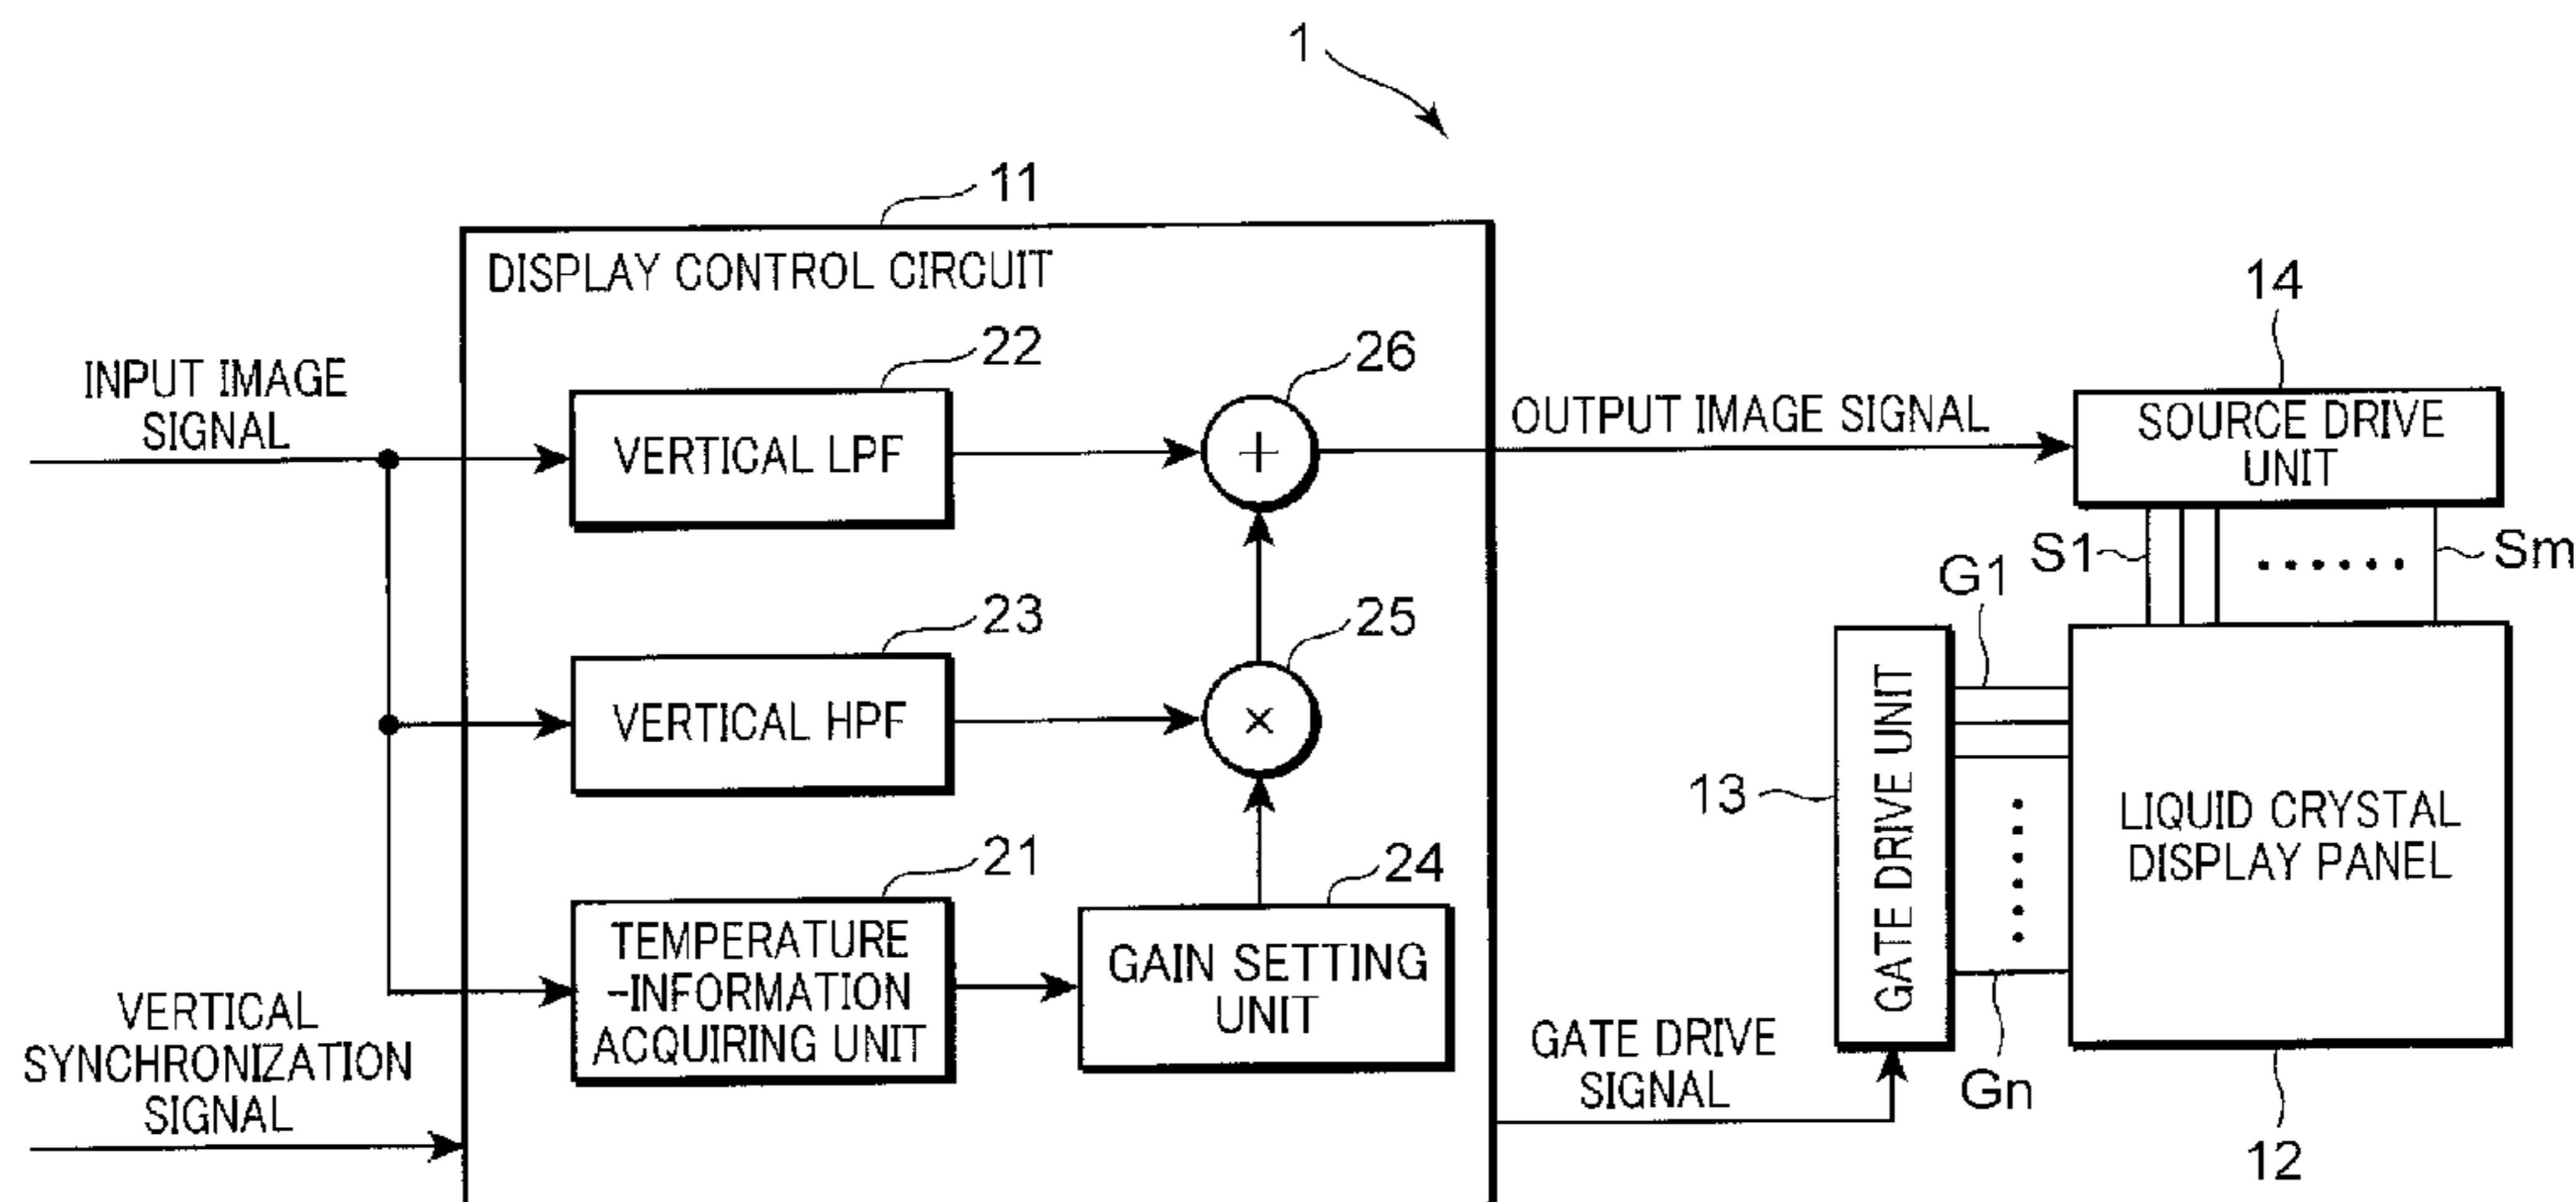 1
11
DISPLAY CONTROL CIRCUIT
INPUT IMAGE
SIGNAL
22
VERTICAL LPF
26
+
OUTPUT IMAGE SIGNAL
14
SOURCE DRIVE
UNIT
S1
......
Sm
23
VERTICAL HPF
25
×
G1
13
GATE DRIVE UNIT
LIQUID CRYSTAL
DISPLAY PANEL
Gn
12
21
TEMPERATURE
-INFORMATION
ACQUIRING UNIT
24
GAIN SETTING
UNIT
VERTICAL
SYNCHRONIZATION
SIGNAL
GATE DRIVE
SIGNAL